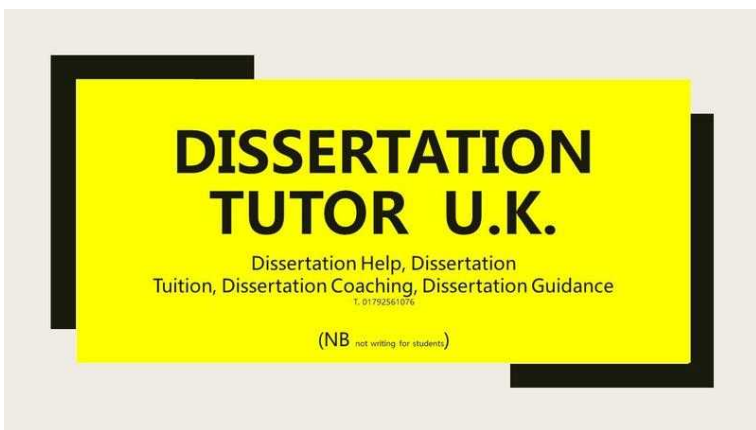 DISSERTATION
TUTOR U.K.
Dissertation Help, Dissertation
Tuition, Dissertation Coaching, Dissertation Guidance
T. 01792561076
(NB not writing for students)